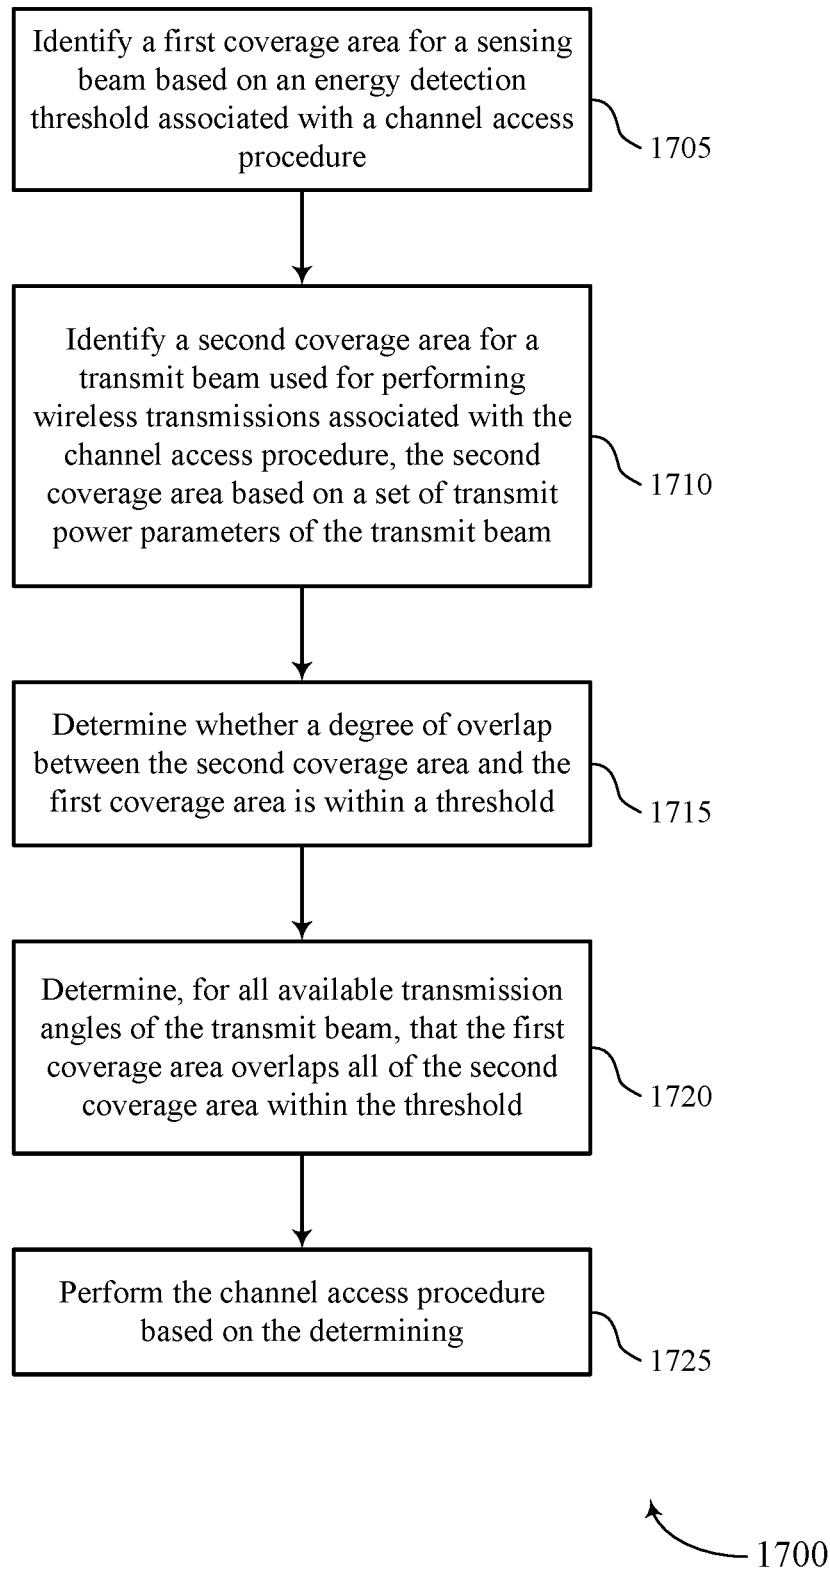 Identify a first coverage area for a sensing
beam based on an energy detection
threshold associated with a channel access
procedure
1705
Identify a second coverage area for a
transmit beam used for performing
wireless transmissions associated with the
channel access procedure, the second
coverage area based on a set of transmit
power parameters of the transmit beam
1710
Determine whether a degree of overlap
between the second coverage area and the
first coverage area is within a threshold
1715
Determine, for all available transmission
angles of the transmit beam, that the first
coverage area overlaps all of the second
coverage area within the threshold
1720
Perform the channel access procedure
based on the determining
1725
1700